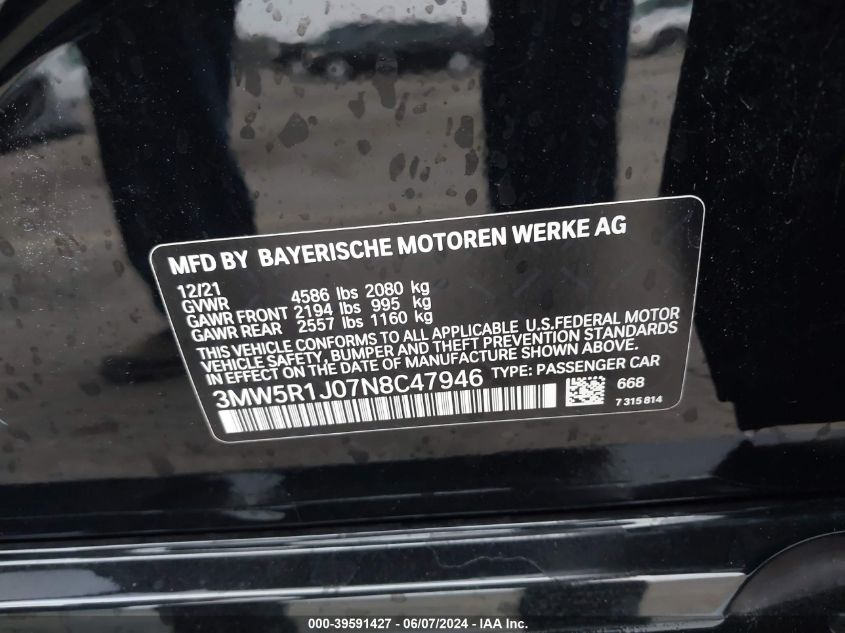 MFD BY BAYERISCHE MOTOREN WERKE AG
12/21
GVWR 4586 lbs 2080 kg
GAWR FRONT 2194 lbs 995 kg
GAWR REAR 2557 lbs 1160 kg
THIS VEHICLE CONFORMS TO ALL APPLICABLE U.S.FEDERAL MOTOR
VEHICLE SAFETY, BUMPER AND THEFT PREVENTION STANDARDS
IN EFFECT ON THE DATE OF MANUFACTURE SHOWN ABOVE.
3MW5R1J07N8C47946 TYPE: PASSENGER CAR
668
7 315 814
000-39591427 - 06/07/2024 - IAA Inc.